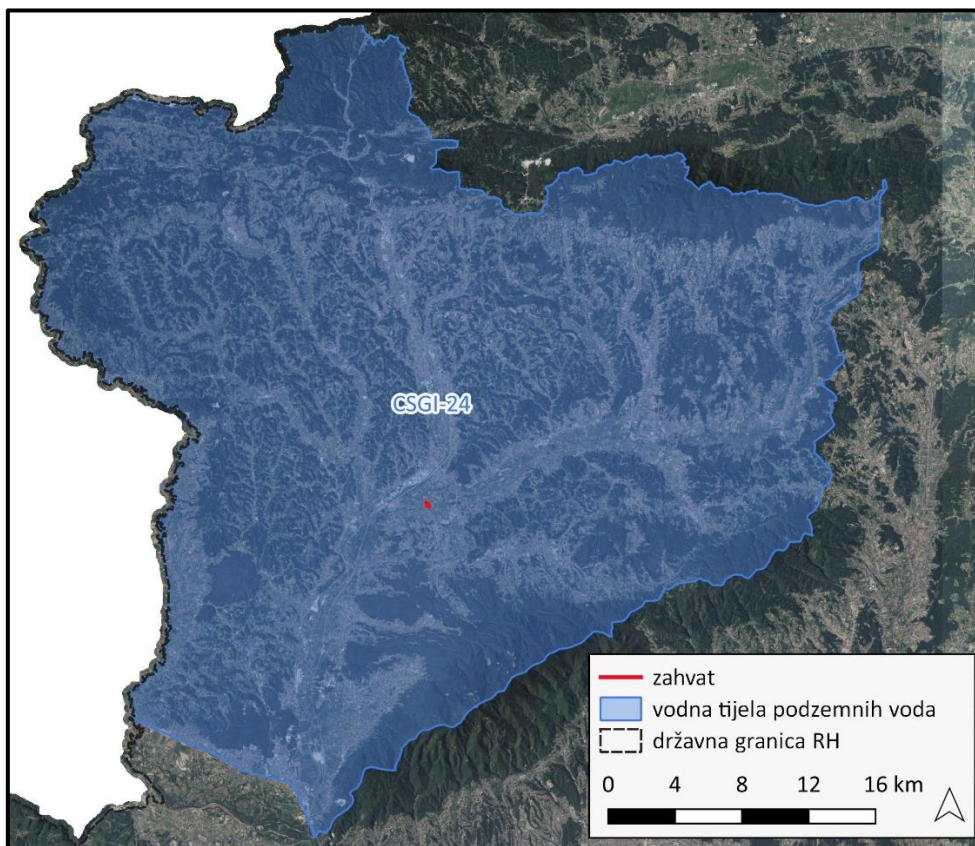 CSGI-24
zahvat
vodna tijela podzemnih voda
državna granica RH
0 4 8 12 16 km